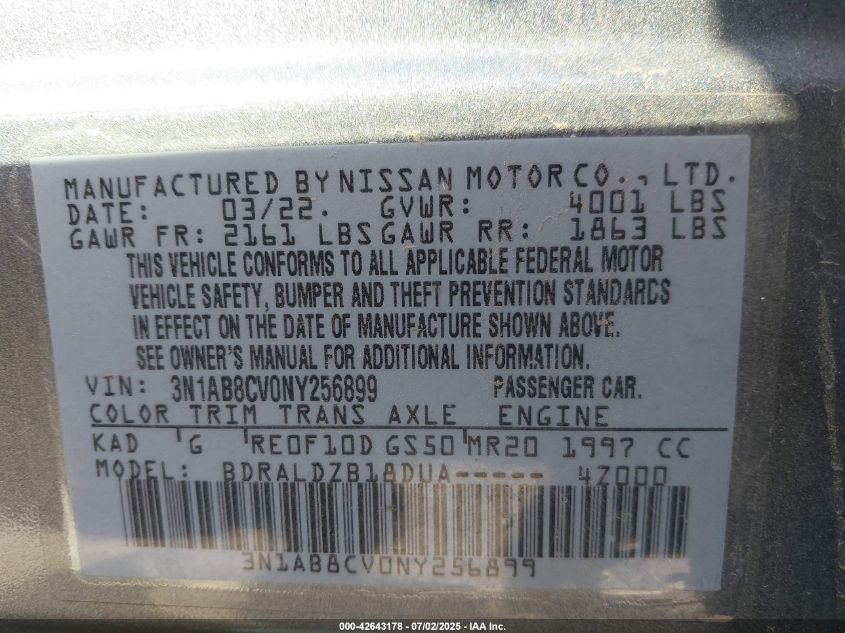 MANUFACTURED BY NISSAN MOTOR CO., LTD.
DATE: 03/22. GVWR: 4001 LBS
GAWR FR: 2161 LBS GAWR RR: 1863 LBS
THIS VEHICLE CONFORMS TO ALL APPLICABLE FEDERAL MOTOR
VEHICLE SAFETY, BUMPER AND THEFT PREVENTION STANDARDS
IN EFFECT ON THE DATE OF MANUFACTURE SHOWN ABOVE.
SEE OWNER'S MANUAL FOR ADDITIONAL INFORMATION.
VIN: 3N1AB8CV0NY256899 PASSENGER CAR.
COLOR TRIM TRANS AXLE ENGINE
KAD G RE0F10D GS50 MR20 1997 CC
MODEL: BDRALDZB18DUA----- 4Z000
3N1AB8CV0NY256899
000-42643178 - 07/02/2025 - IAA Inc.